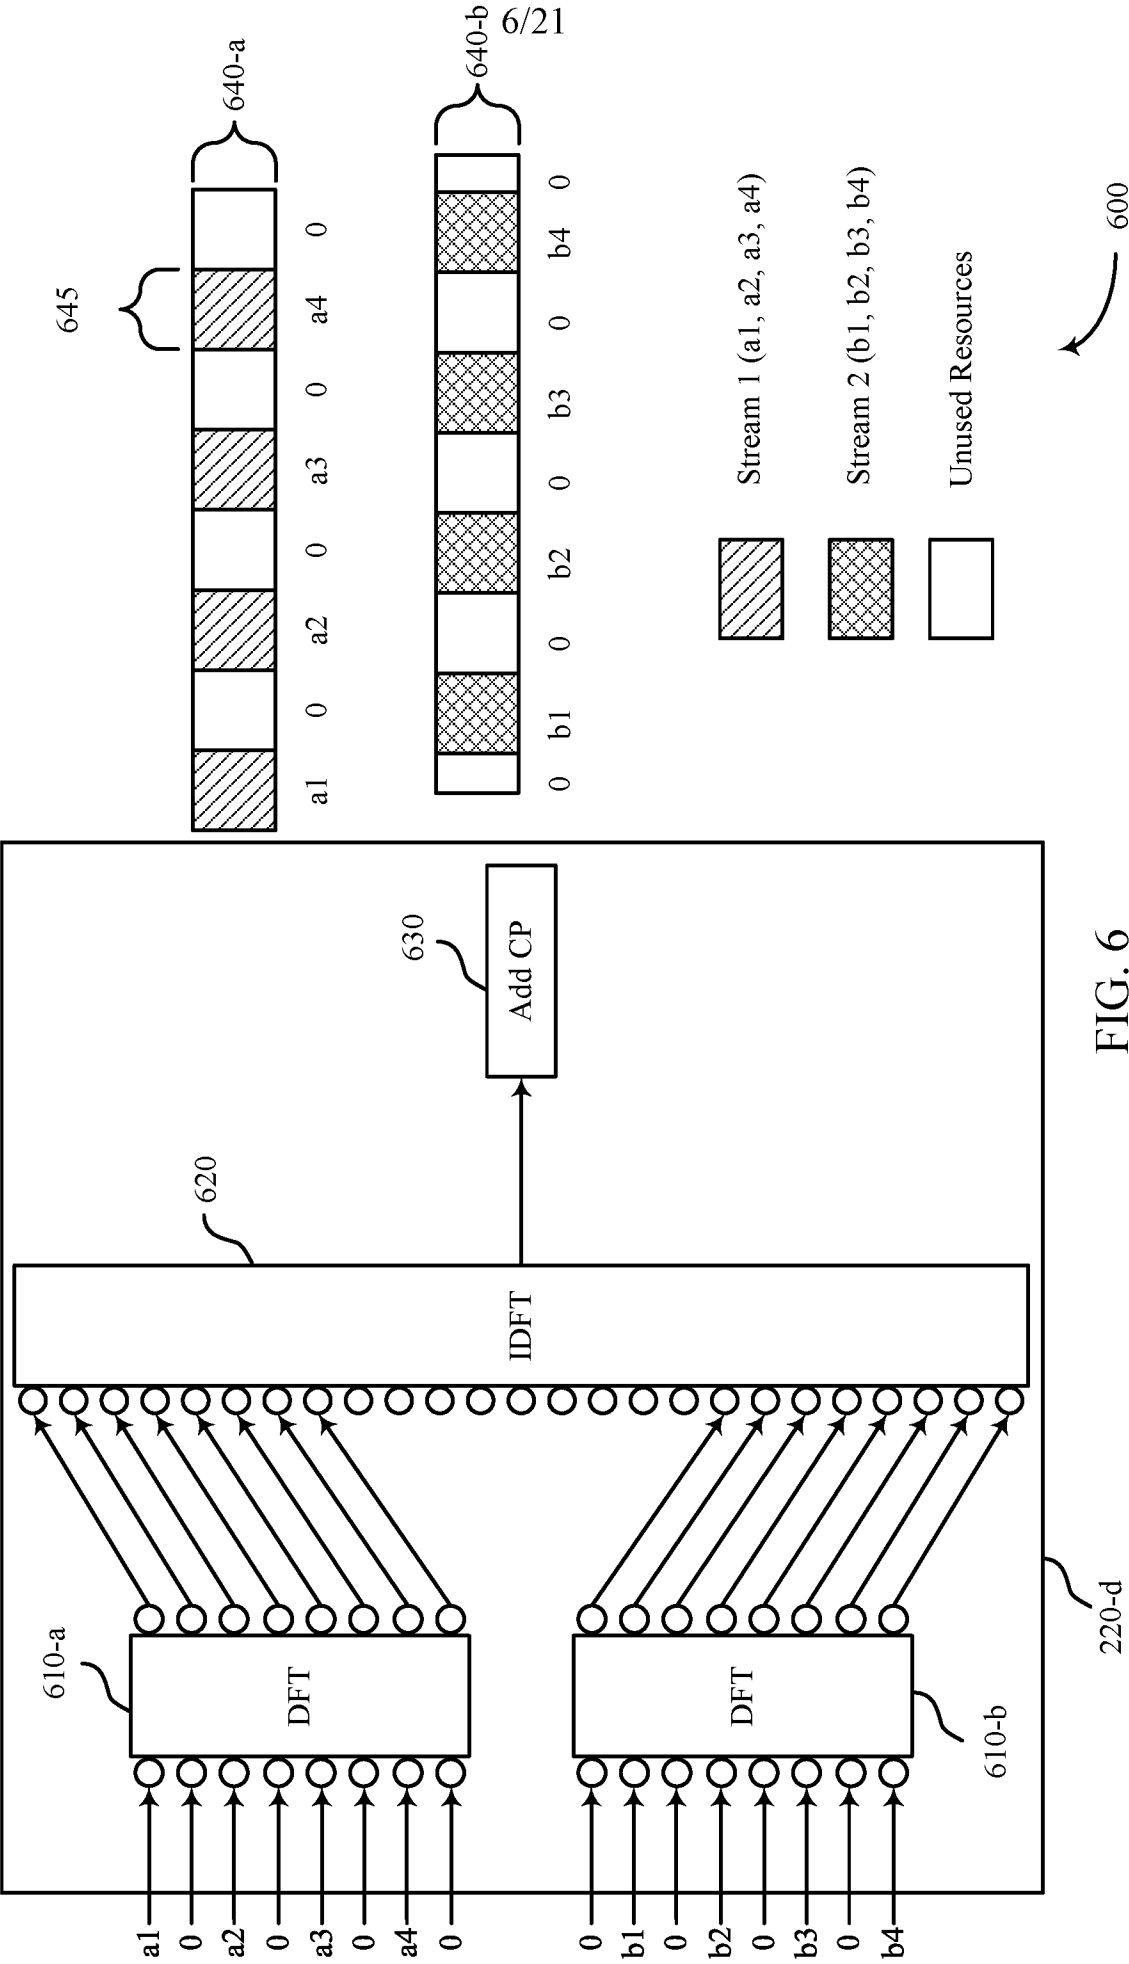 6/21
640-a
645
a1 0 a2 0 a3 0 a4 0
640-b
0 b1 0 b2 0 b3 0 b4 0
Stream 1 (a1, a2, a3, a4)
Stream 2 (b1, b2, b3, b4)
Unused Resources
600
a1
0
a2
0
a3
0
a4
0
610-a
DFT
0
b1
0
b2
0
b3
0
b4
DFT
610-b
620
IDFT
630
Add CP
220-d
FIG. 6